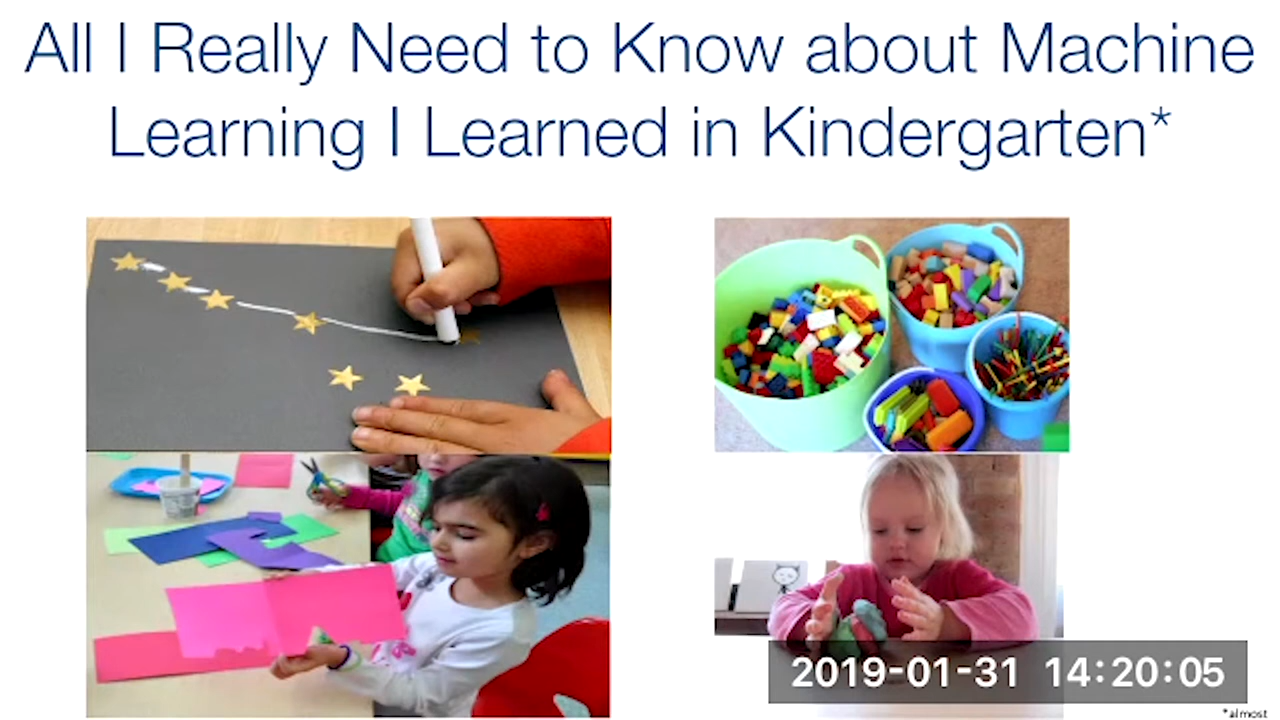 All I Really Need to Know about Machine
Learning I Learned in Kindergarten*
2019-01-31 14:20:05
*almost